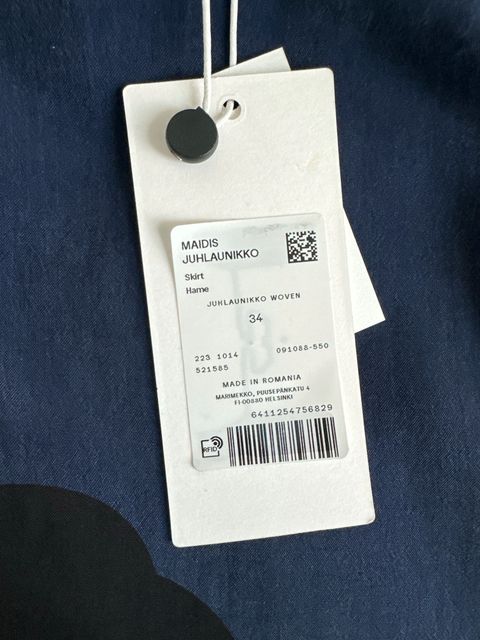 MAIDIS
JUHLAUNIKKO
Skirt
Hame
JUHLAUNIKKO WOVEN
34
223 1014 091088-550
521585
MADE IN ROMANIA
MARIMEKKO, PUUSEPÄNKATU 4
FI-00880 HELSINKI
6411254756829
RFID